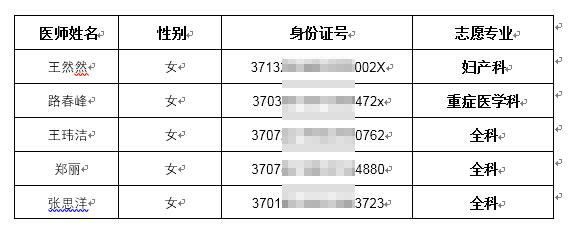 医师姓名 性别 身份证号 志愿专业
王然然 女 3713 002X 妇产科
路春峰 女 3703 472x 重症医学科
王玮洁 女 3707 0762 全科
郑丽 女 3707 4880 全科
张思洋 女 3701 3723 全科